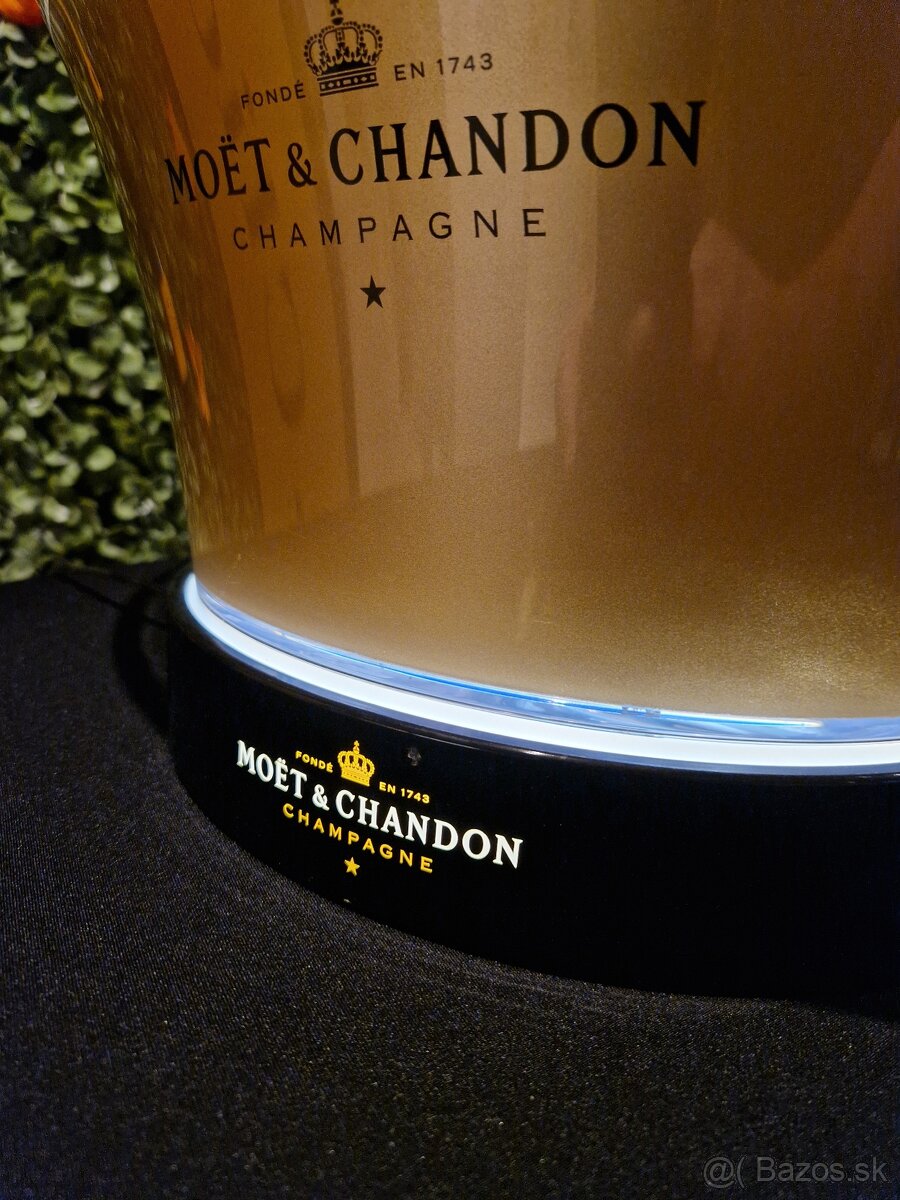 FONDÉ EN 1743
MOËT & CHANDON
CHAMPAGNE
FONDÉ EN 1743
MOËT & CHANDON
CHAMPAGNE
@( Bazos.sk